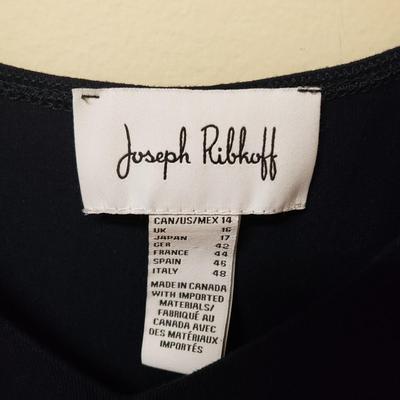 Joseph Ribkoff
CAN/US/MEX 14
UK 16
JAPAN 17
GER 42
FRANCE 44
SPAIN 46
ITALY 48
MADE IN CANADA
WITH IMPORTED
MATERIALS/
FABRIQUÉ AU
CANADA AVEC
DES MATÉRIAUX
IMPORTÉS